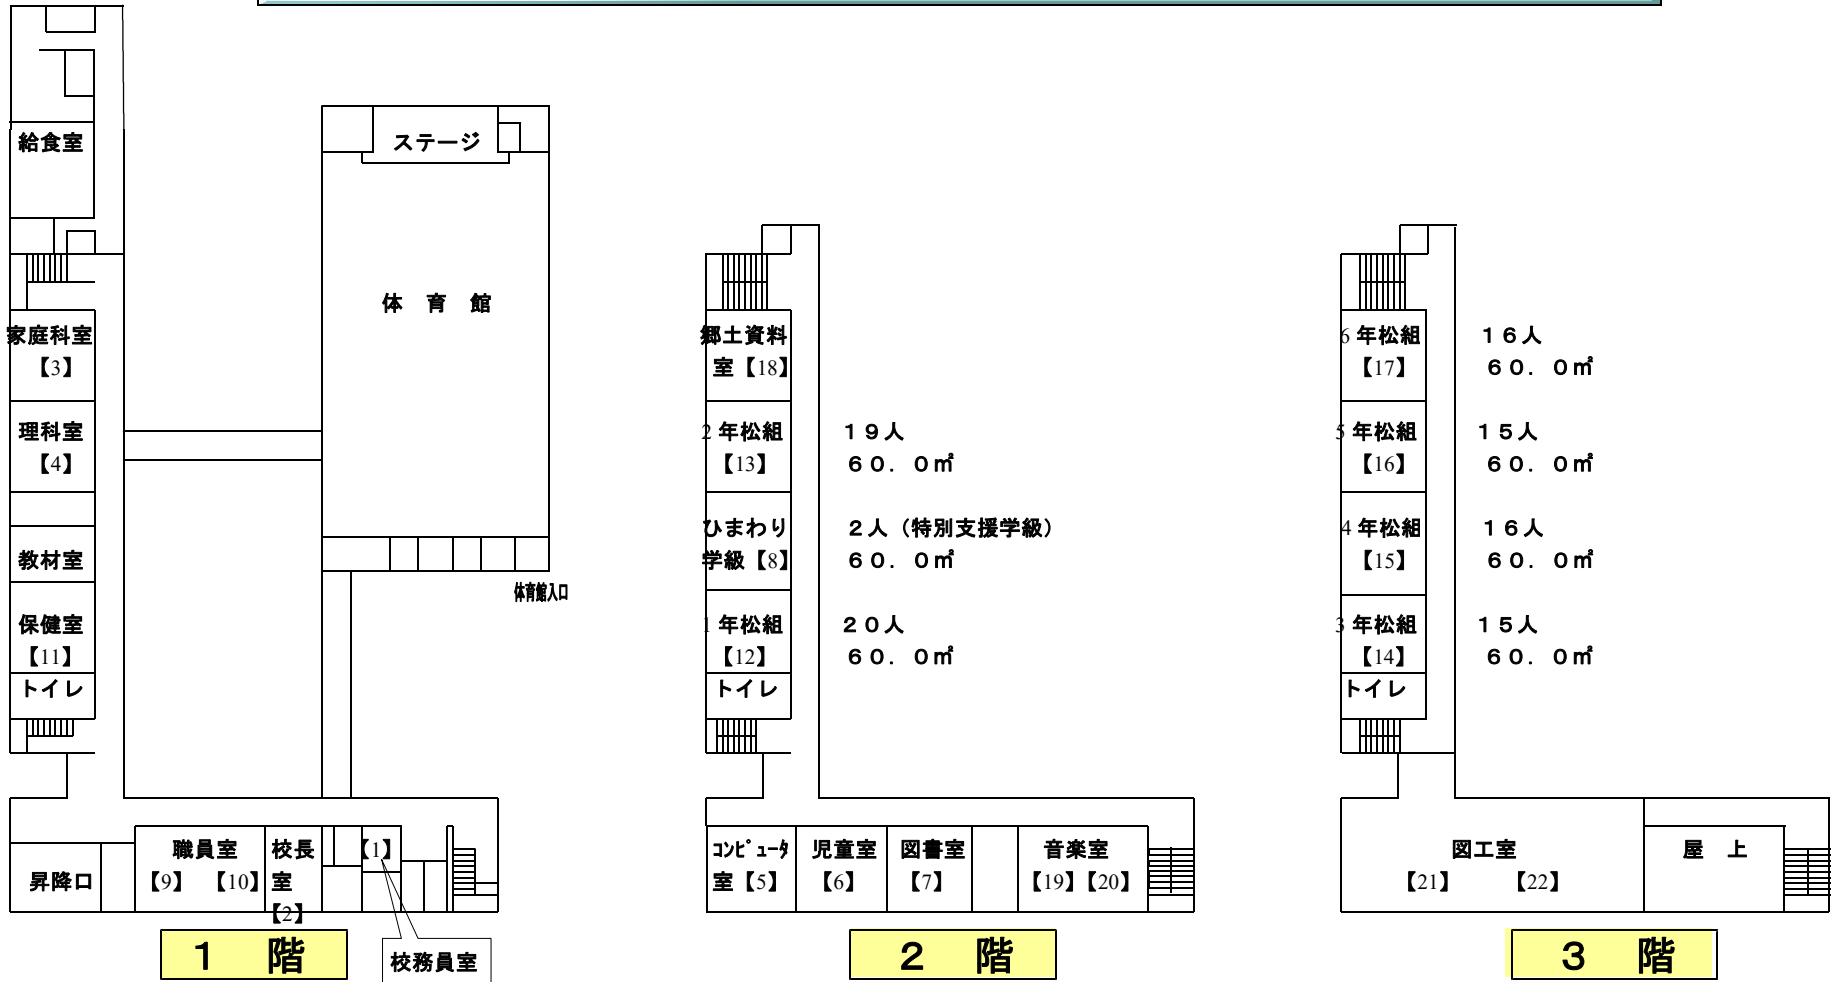 給食室
ステージ
体 育 館
家庭科室
【3】
理科室
【4】
教材室
体育館入口
保健室
【11】
トイレ
職員室
【9】 【10】
校長
室
【2】
【1】
昇降口
校務員室
1 階
郷土資料
室【18】
2年松組
【13】
19人
60.0㎡
ひまわり
学級【8】
2人（特別支援学級）
60.0㎡
1年松組
【12】
20人
60.0㎡
トイレ
コンピュータ
室【5】
児童室
【6】
図書室
【7】
音楽室
【19】【20】
2 階
6年松組
【17】
16人
60.0㎡
5年松組
【16】
15人
60.0㎡
4年松組
【15】
16人
60.0㎡
3年松組
【14】
15人
60.0㎡
トイレ
図工室
【21】 【22】
屋 上
3 階